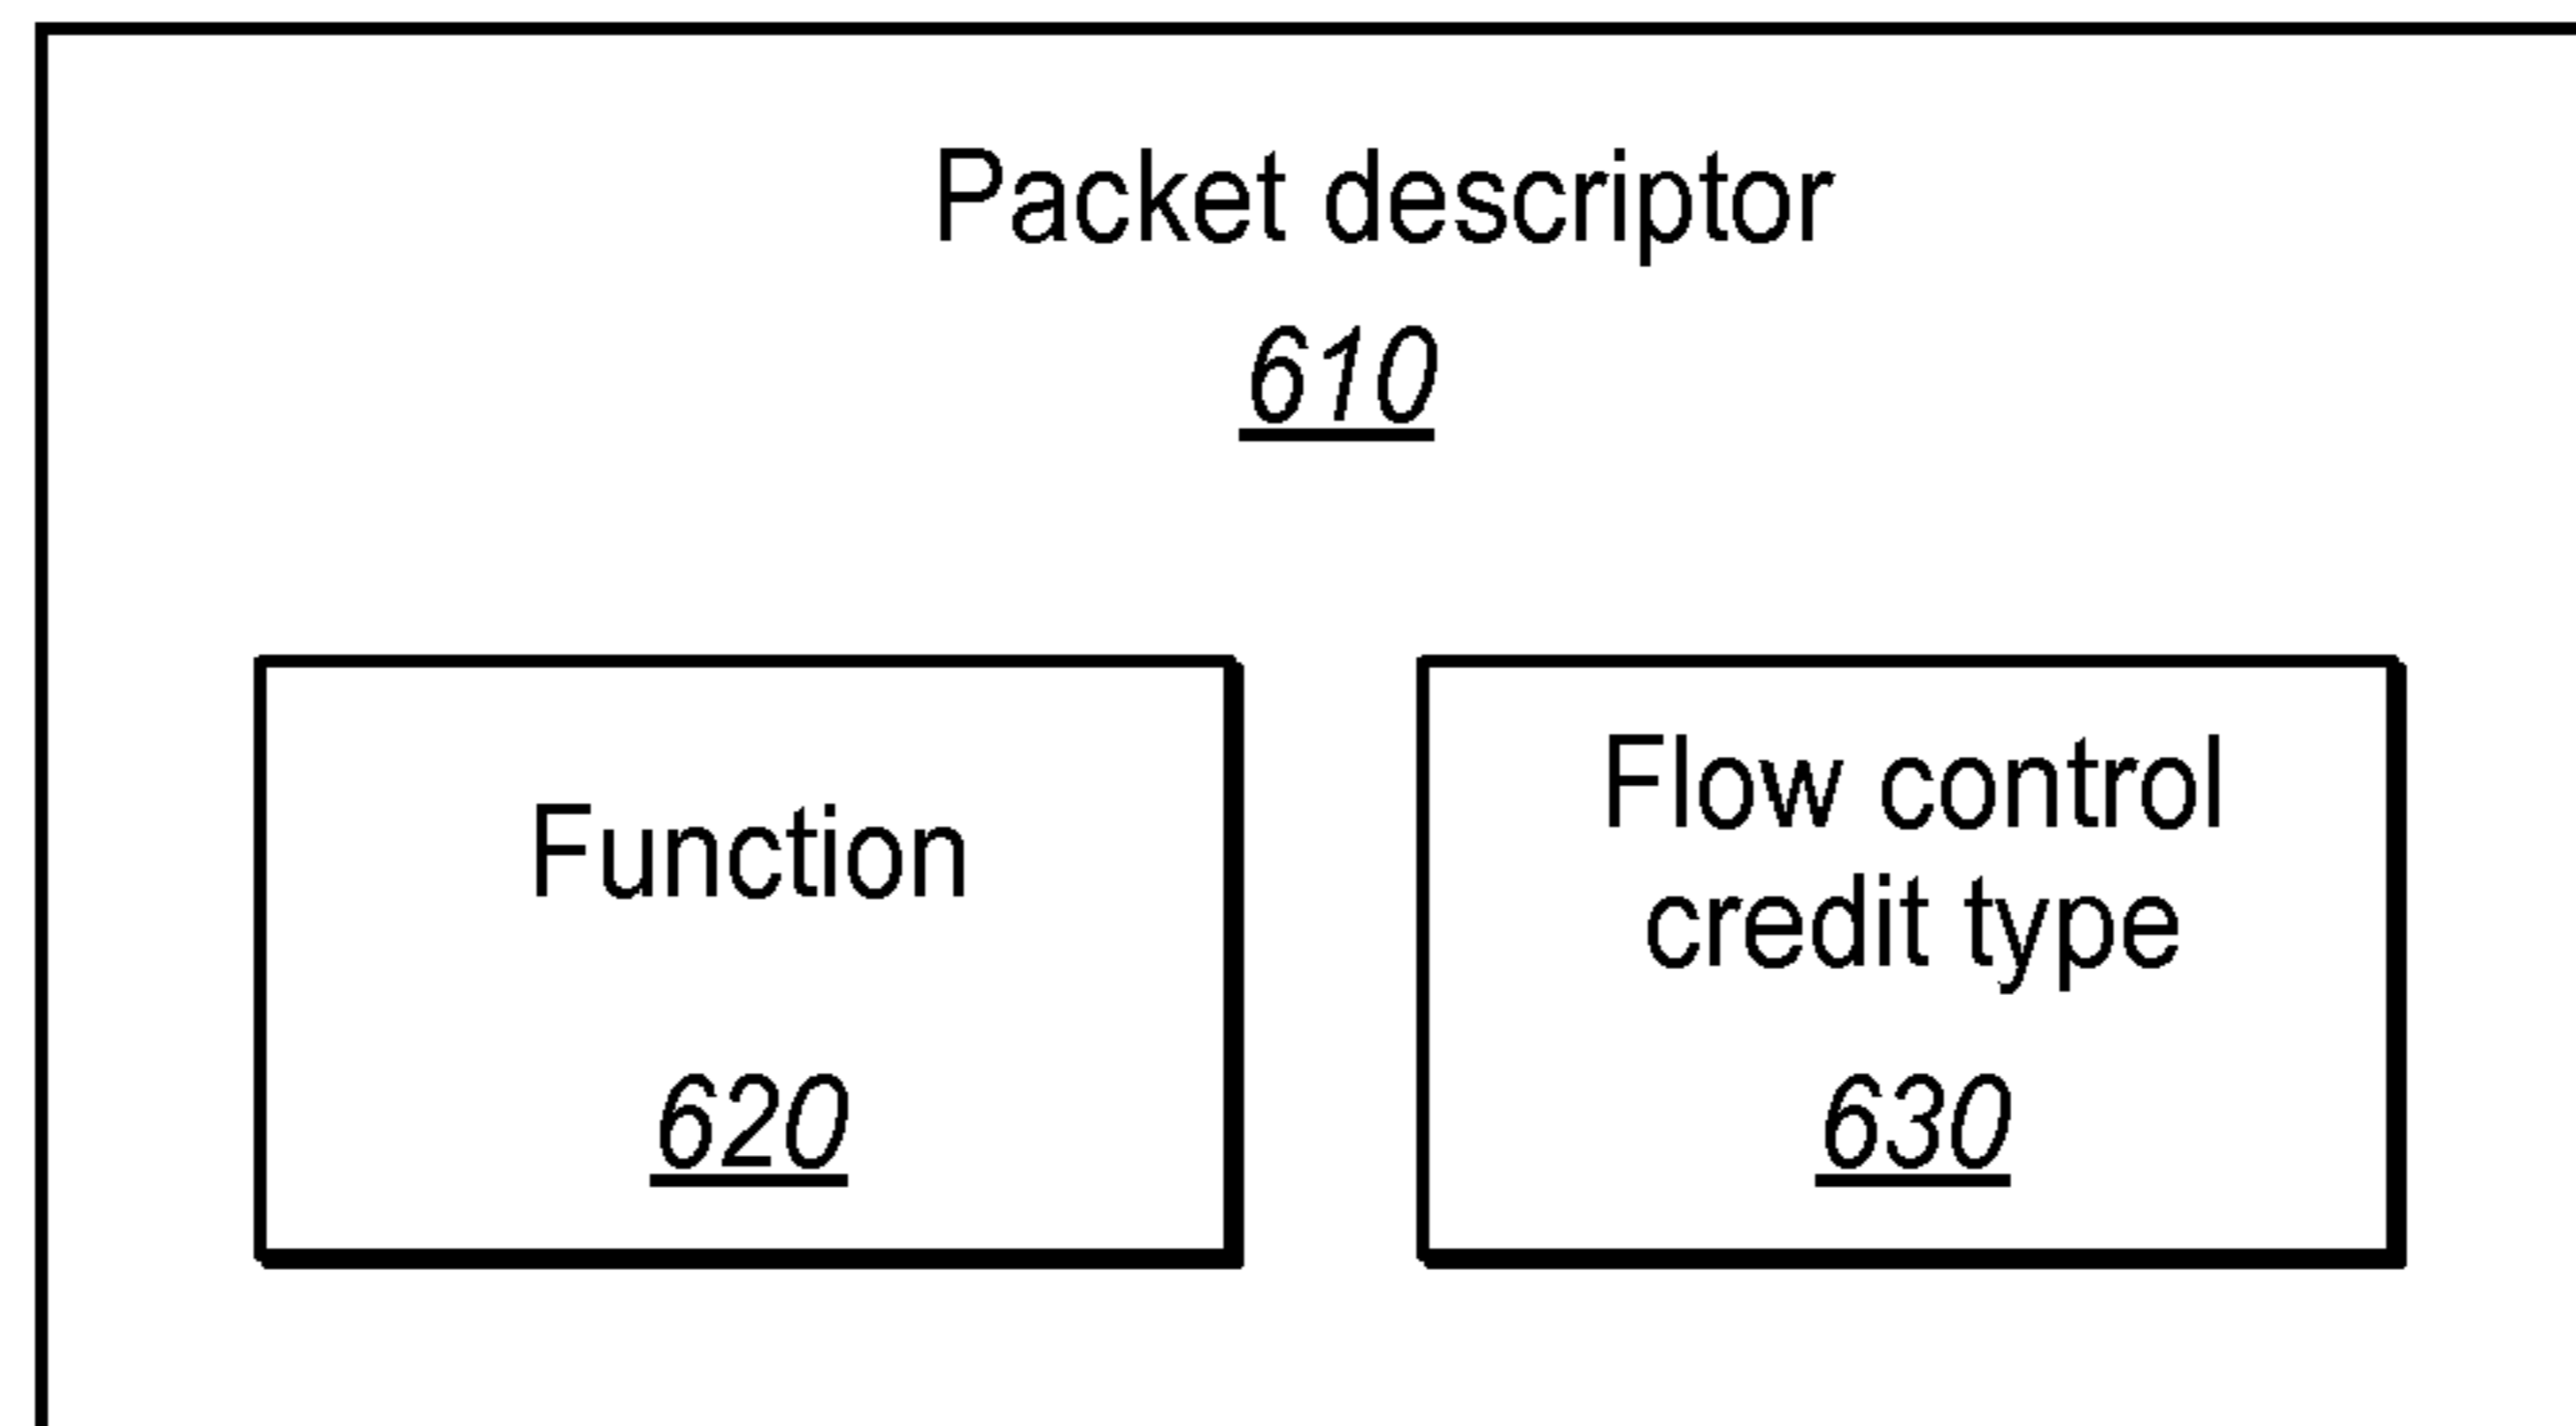 Packet descriptor
610
Function
620
Flow control
credit type
630